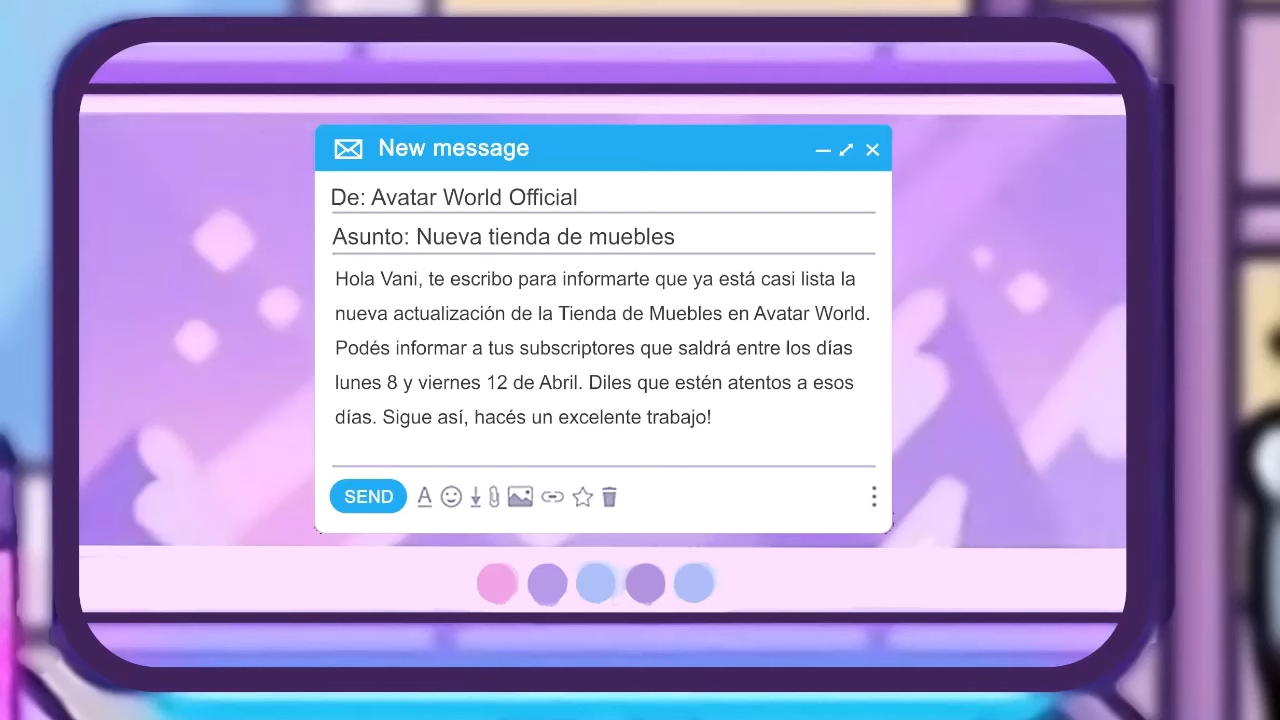 New message
De: Avatar World Official
Asunto: Nueva tienda de muebles
Hola Vani, te escribo para informarte que ya está casi lista la
nueva actualización de la Tienda de Muebles en Avatar World.
Podés informar a tus subscriptores que saldrá entre los días
lunes 8 y viernes 12 de Abril. Diles que estén atentos a esos
días. Sigue así, hacés un excelente trabajo!
SEND A